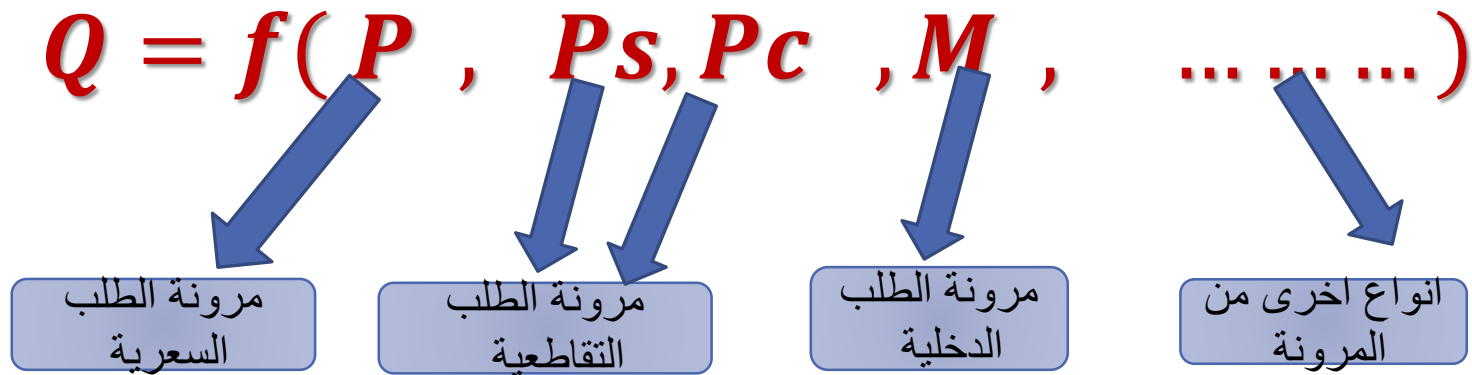 Q = f( P , Ps, Pc , M , ... ... ... )
مرونة الطلب
السعرية
مرونة الطلب
التقاطعية
مرونة الطلب
الدخلية
انواع اخرى من
المرونة